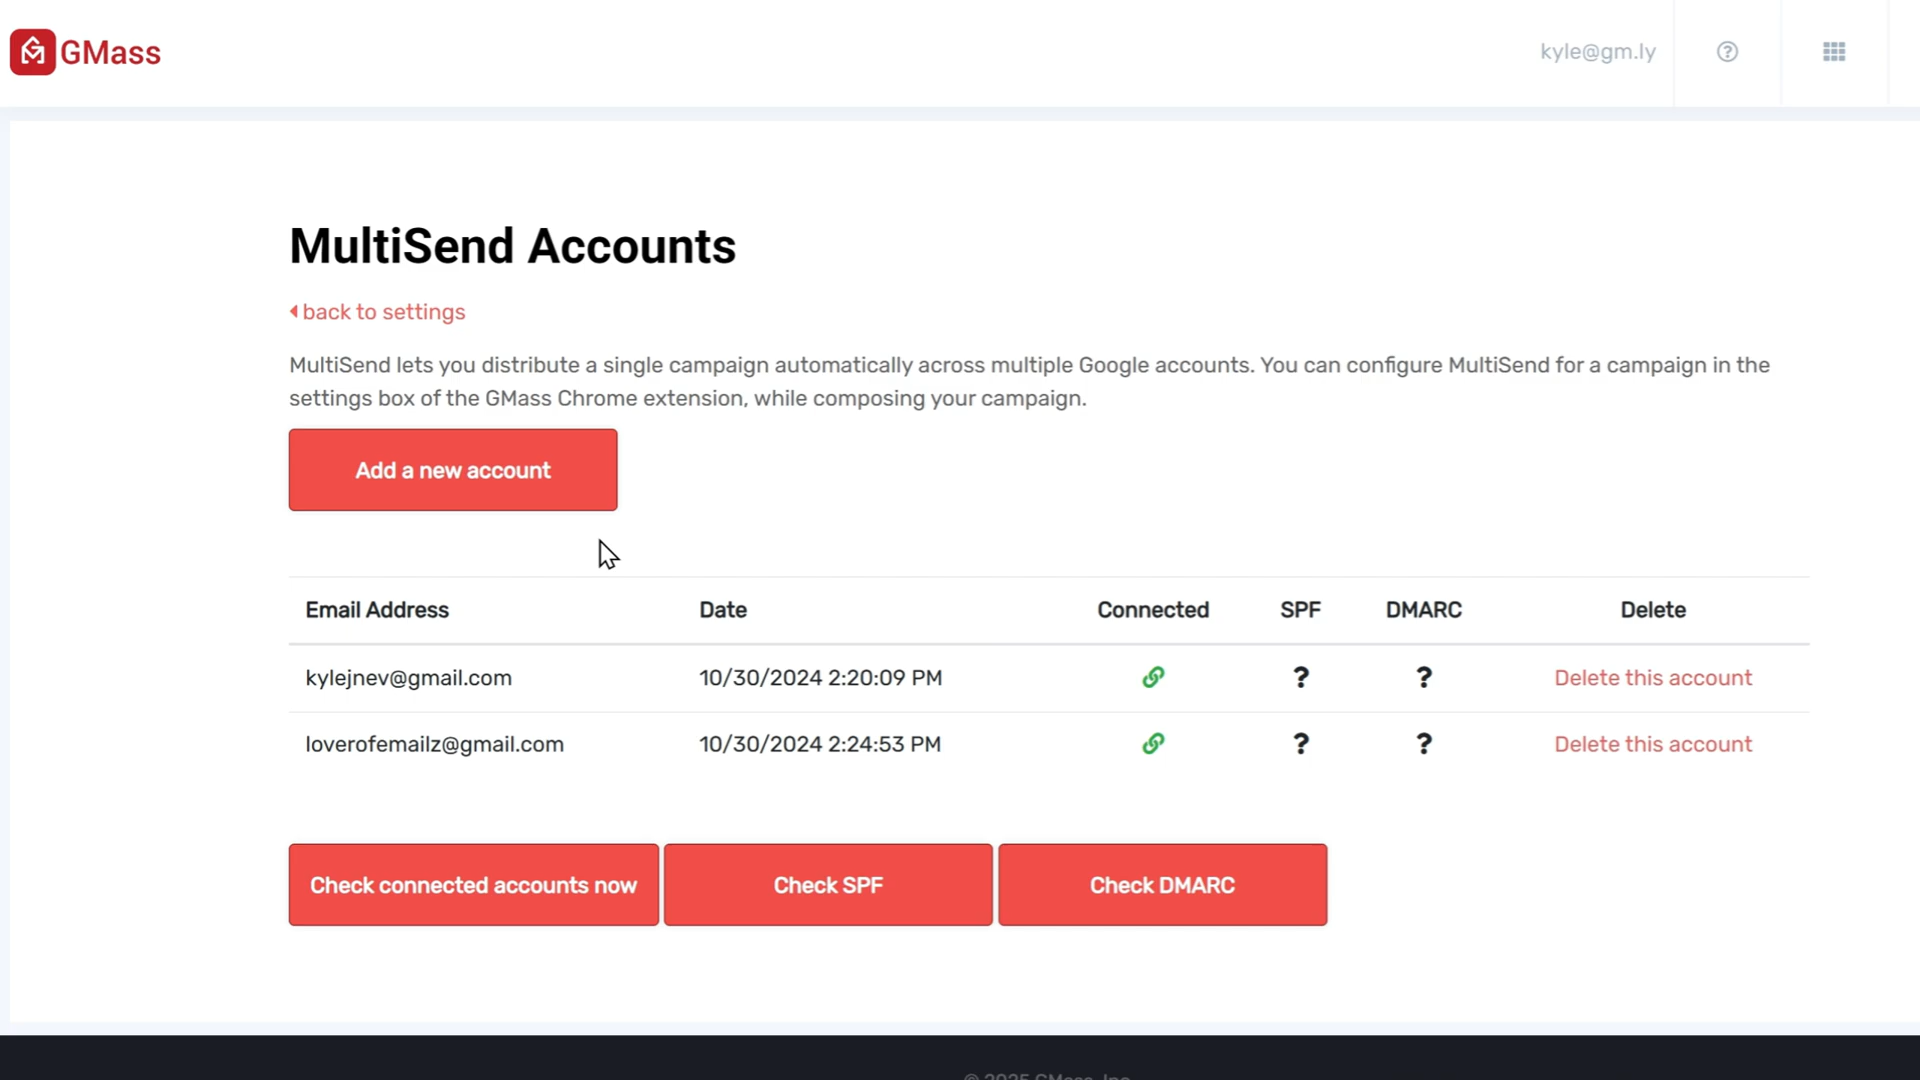 GMass
kyle@gm.ly
MultiSend Accounts
back to settings
MultiSend lets you distribute a single campaign automatically across multiple Google accounts. You can configure MultiSend for a campaign in the
settings box of the GMass Chrome extension, while composing your campaign.
Add a new account
Email Address Date Connected SPF DMARC Delete
kylejnev@gmail.com 10/30/2024 2:20:09 PM ? ? Delete this account
loverofemailz@gmail.com 10/30/2024 2:24:53 PM ? ? Delete this account
Check connected accounts now Check SPF Check DMARC
© 2025 GMass, Inc.